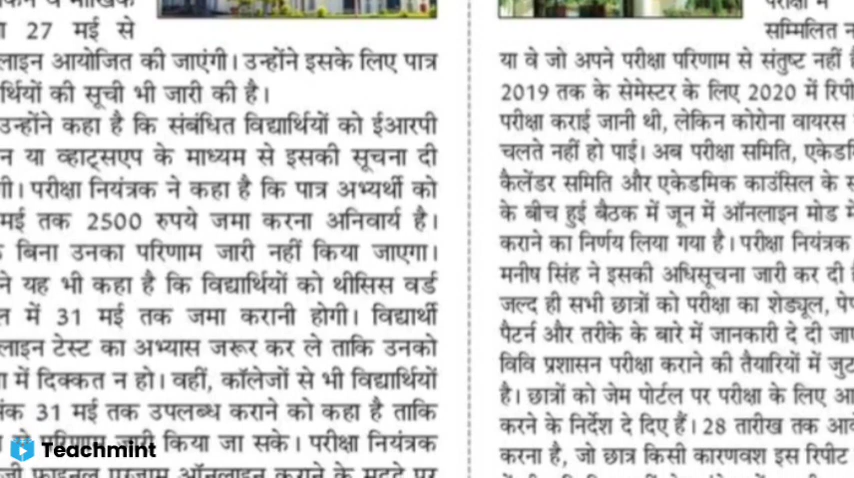 27 मई से
आयोजित की जाएंगी। उन्होंने इसके लिए पात्र
की सूची भी जारी की है।
उन्होंने कहा है कि संबंधित विद्यार्थियों को ईआरपी
या व्हाट्सएप के माध्यम से इसकी सूचना दी
परीक्षा नियंत्रक ने कहा है कि पात्र अभ्यर्थी को
मई तक 2500 रुपये जमा करना अनिवार्य है।
बिना उनका परिणाम जारी नहीं किया जाएगा।
ने यह भी कहा है कि विद्यार्थियों को थीसिस वर्ड
में 31 मई तक जमा करानी होगी। विद्यार्थी
टेस्ट का अभ्यास जरूर कर ले ताकि उनको
में दिक्कत न हो। वहीं, कॉलेजों से भी विद्यार्थियों
31 मई तक उपलब्ध कराने को कहा है ताकि
किया जा सके। परीक्षा नियंत्रक
फाइनल एग्जाम ऑनलाइन कराने के मुद्दे पर
परीक्षा में
सम्मिलित
या वे जो अपने परीक्षा परिणाम से संतुष्ट नहीं
2019 तक के सेमेस्टर के लिए 2020 में
परीक्षा कराई जानी थी, लेकिन कोरोना वायरस
चलते नहीं हो पाई। अब परीक्षा समिति,
कैलेंडर समिति और एकेडमिक काउंसिल के
के बीच हुई बैठक में जून में ऑनलाइन मोड
कराने का निर्णय लिया गया है। परीक्षा नियंत्रक
मनीष सिंह ने इसकी अधिसूचना जारी कर दी
जल्द ही सभी छात्रों को परीक्षा का शेड्यूल,
पैटर्न और तरीके के बारे में जानकारी दे दी
विवि प्रशासन परीक्षा कराने की तैयारियों में
है। छात्रों को जेम पोर्टल पर परीक्षा के लिए
करने के निर्देश दे दिए हैं। 28 तारीख तक
करना है, जो छात्र किसी कारणवश इस रिपीट
Teachmint